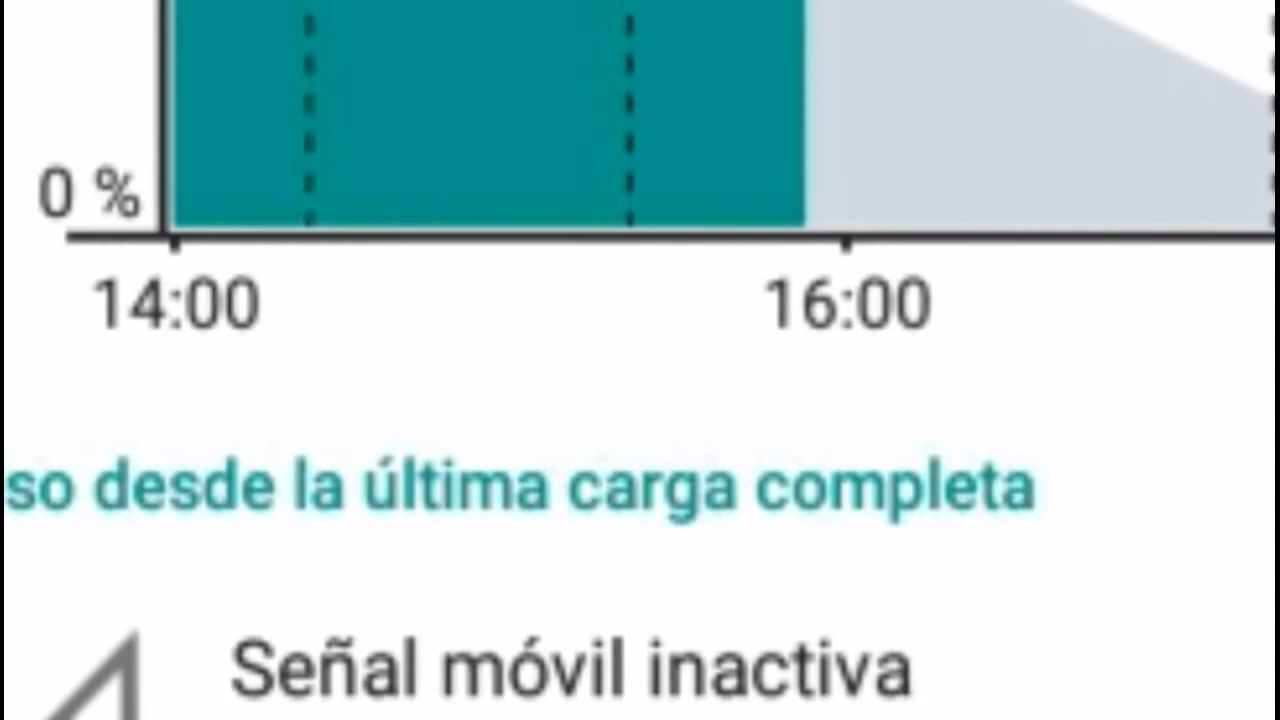 0 %
14:00 16:00
so desde la última carga completa
Señal móvil inactiva